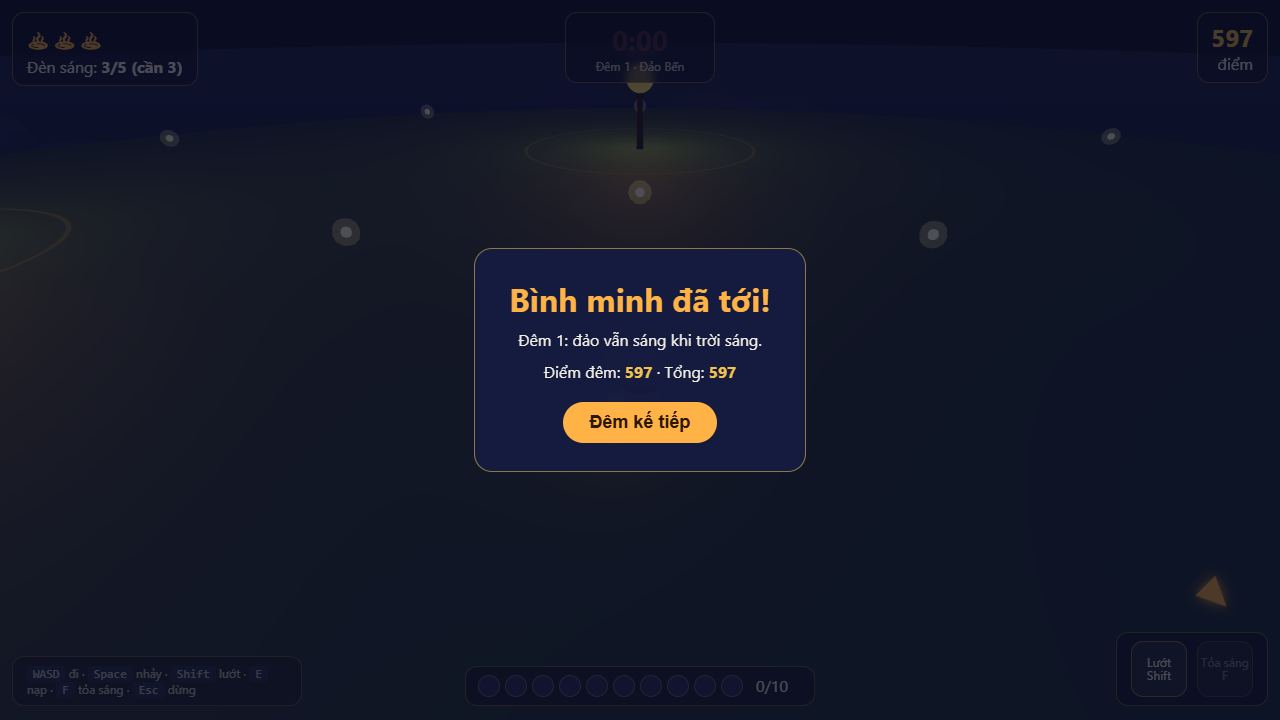 Đèn sáng: 3/5 (cần 3)
0:00
Đêm 1 · Đảo Bến
597
điểm
Bình minh đã tới!
Đêm 1: đảo vẫn sáng khi trời sáng.
Điểm đêm: 597 · Tổng: 597
Đêm kế tiếp
WASD đi · Space nhảy · Shift lướt · E
nạp · F tỏa sáng · Esc dừng
0/10
Lướt
Shift
Tỏa sáng
F